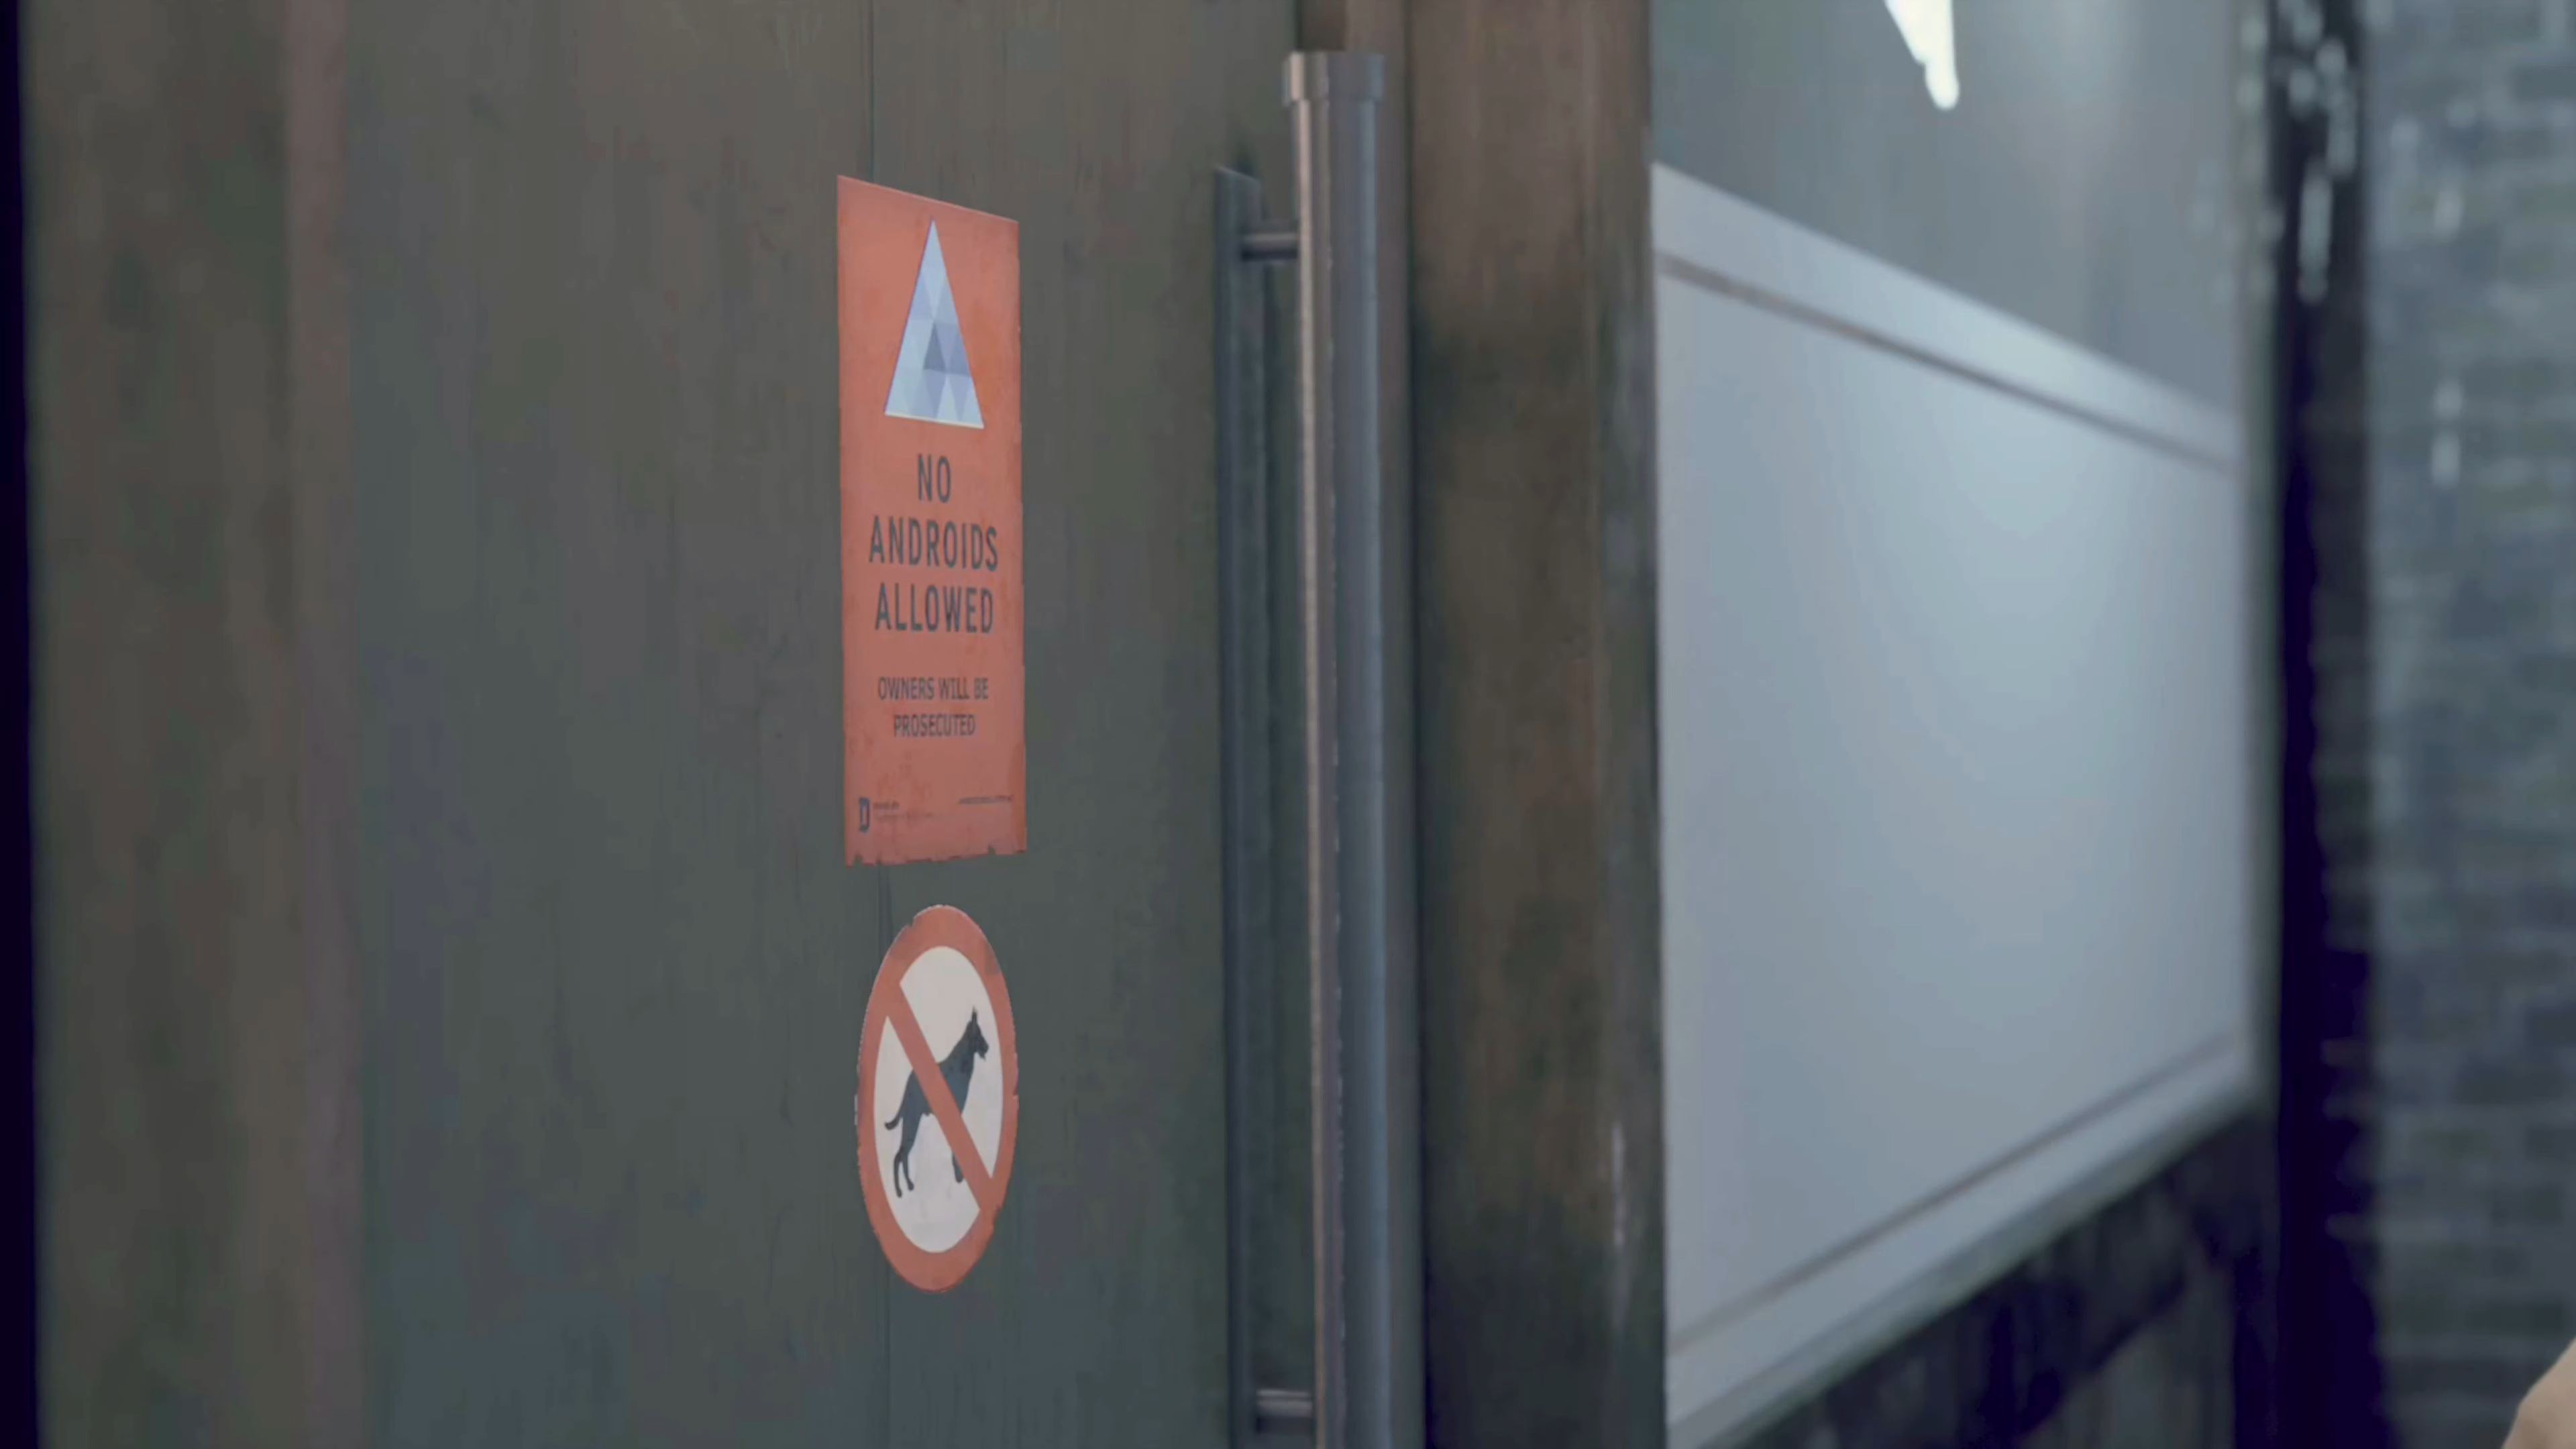 NO
ANDROIDS
ALLOWED
OWNERS WILL BE
PROSECUTED